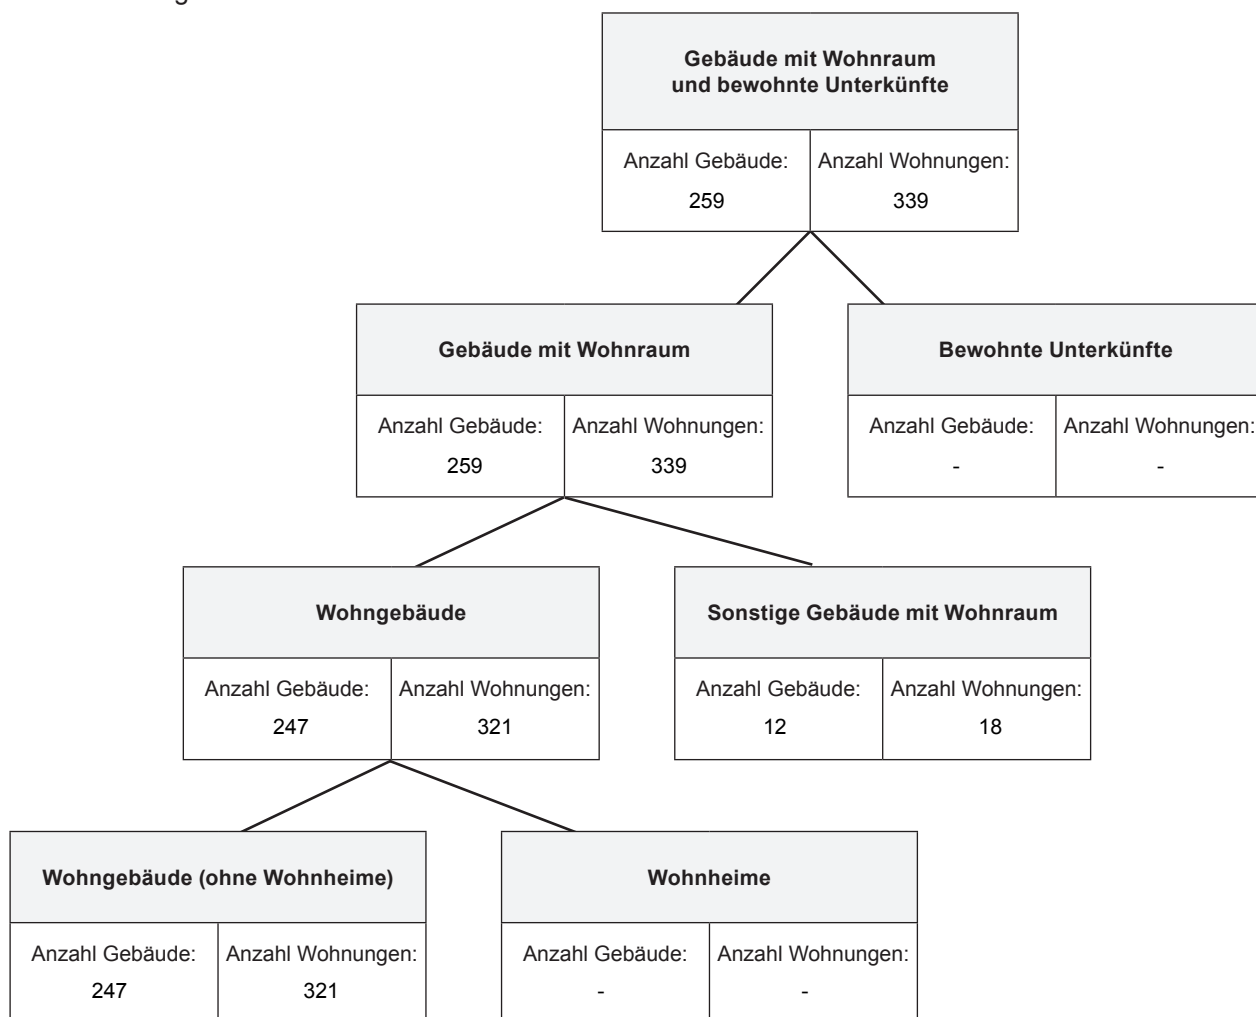 Gebäude mit Wohnraum
und bewohnte Unterkünfte
Anzahl Gebäude: Anzahl Wohnungen:
259 339
Gebäude mit Wohnraum
Anzahl Gebäude: Anzahl Wohnungen:
259 339
Bewohnte Unterkünfte
Anzahl Gebäude: Anzahl Wohnungen:
- -
Wohngebäude
Anzahl Gebäude: Anzahl Wohnungen:
247 321
Sonstige Gebäude mit Wohnraum
Anzahl Gebäude: Anzahl Wohnungen:
12 18
Wohngebäude (ohne Wohnheime)
Anzahl Gebäude: Anzahl Wohnungen:
247 321
Wohnheime
Anzahl Gebäude: Anzahl Wohnungen:
- -